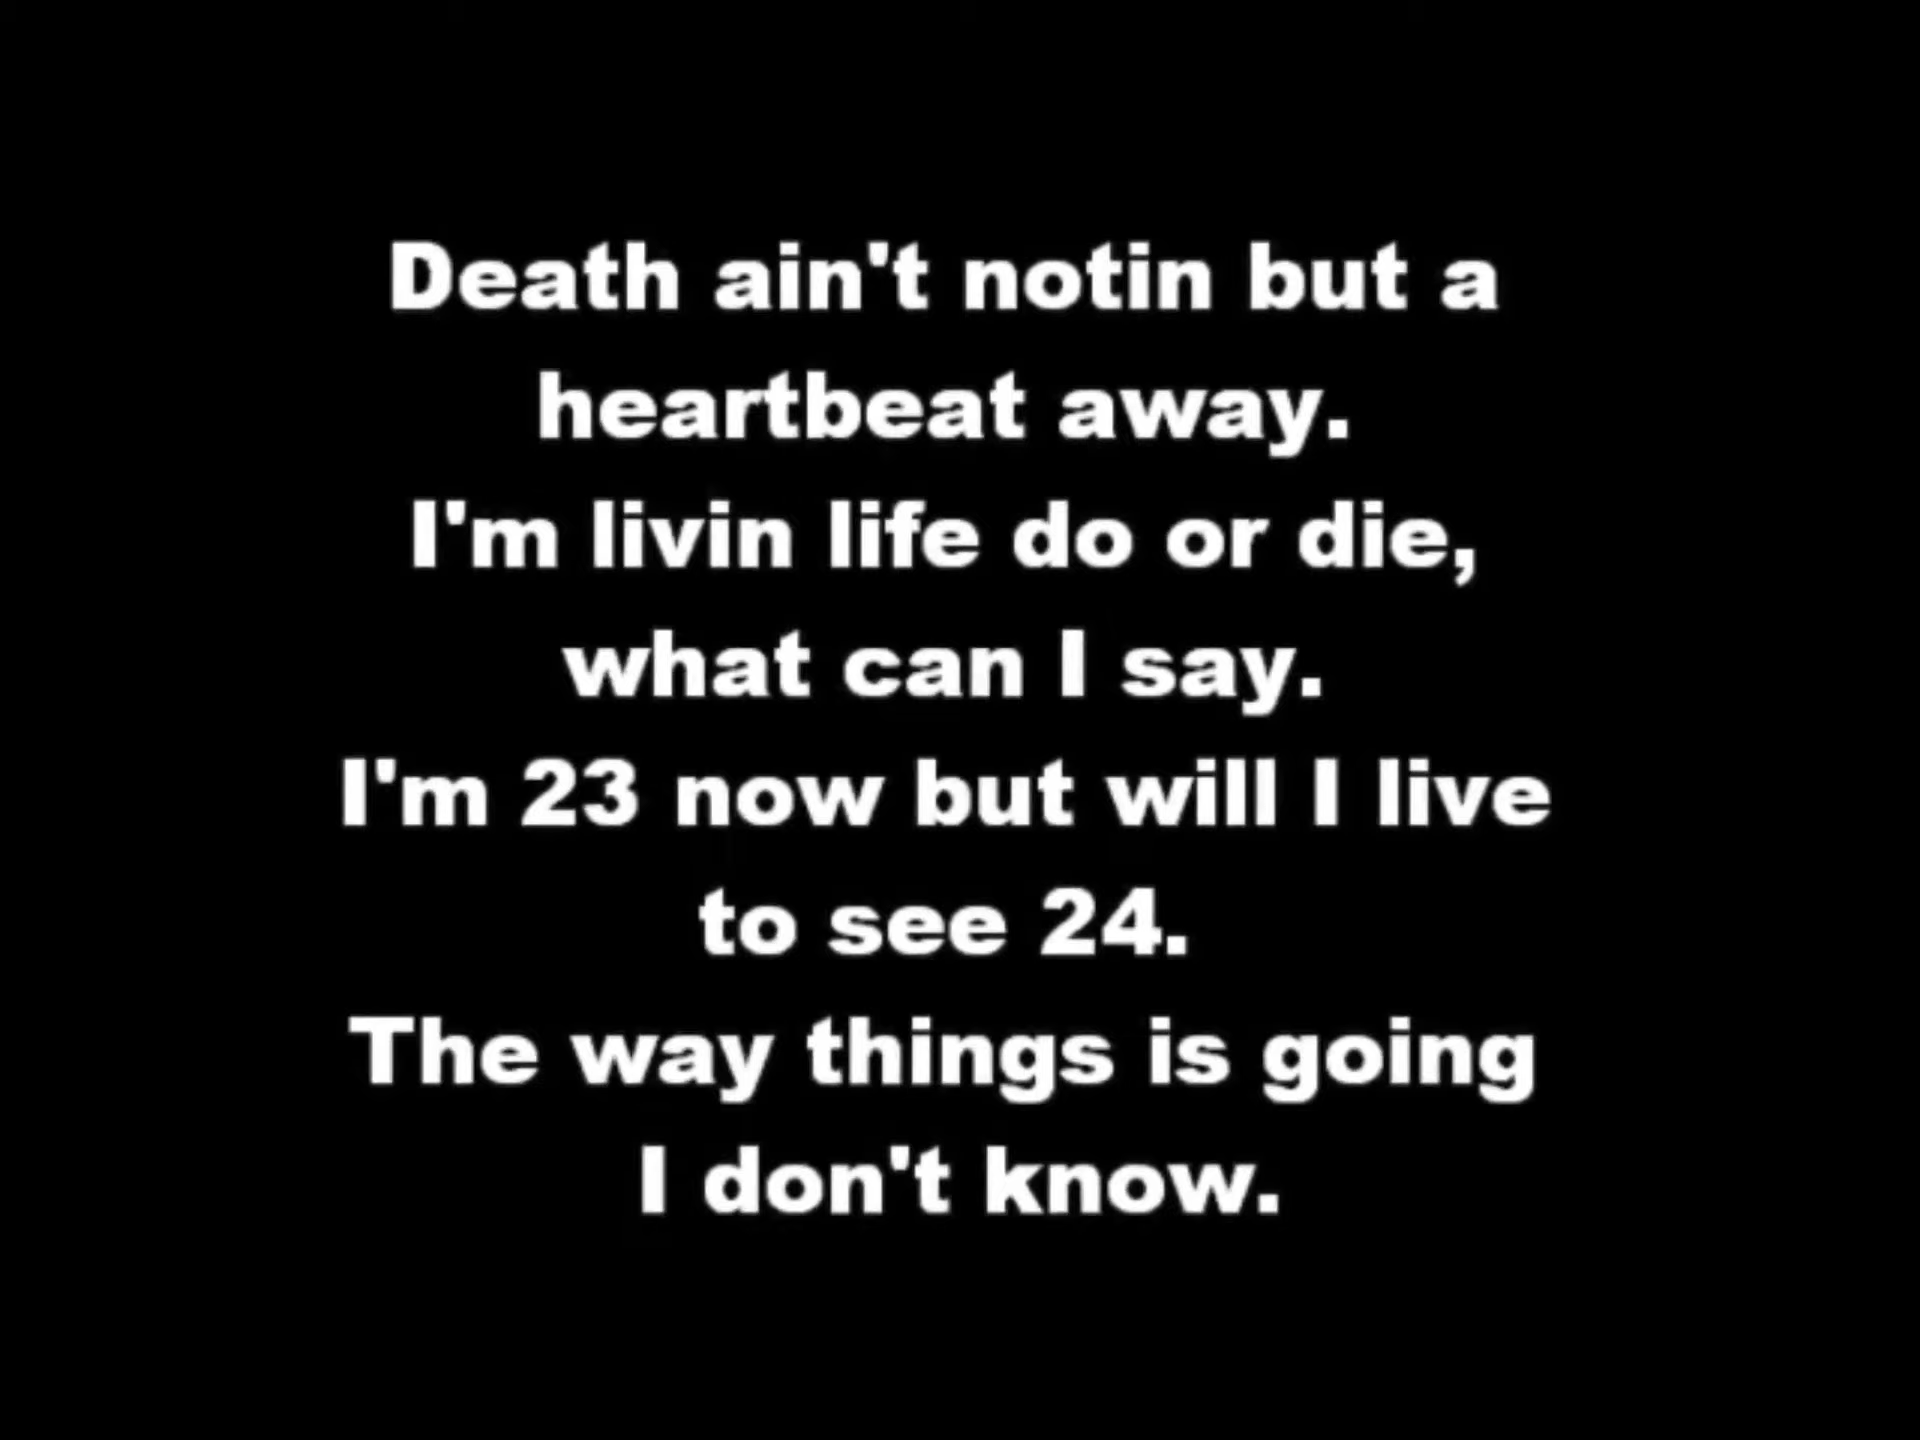 Death ain't notin but a
heartbeat away.
I'm livin life do or die,
what can I say.
I'm 23 now but will I live
to see 24.
The way things is going
I don't know.